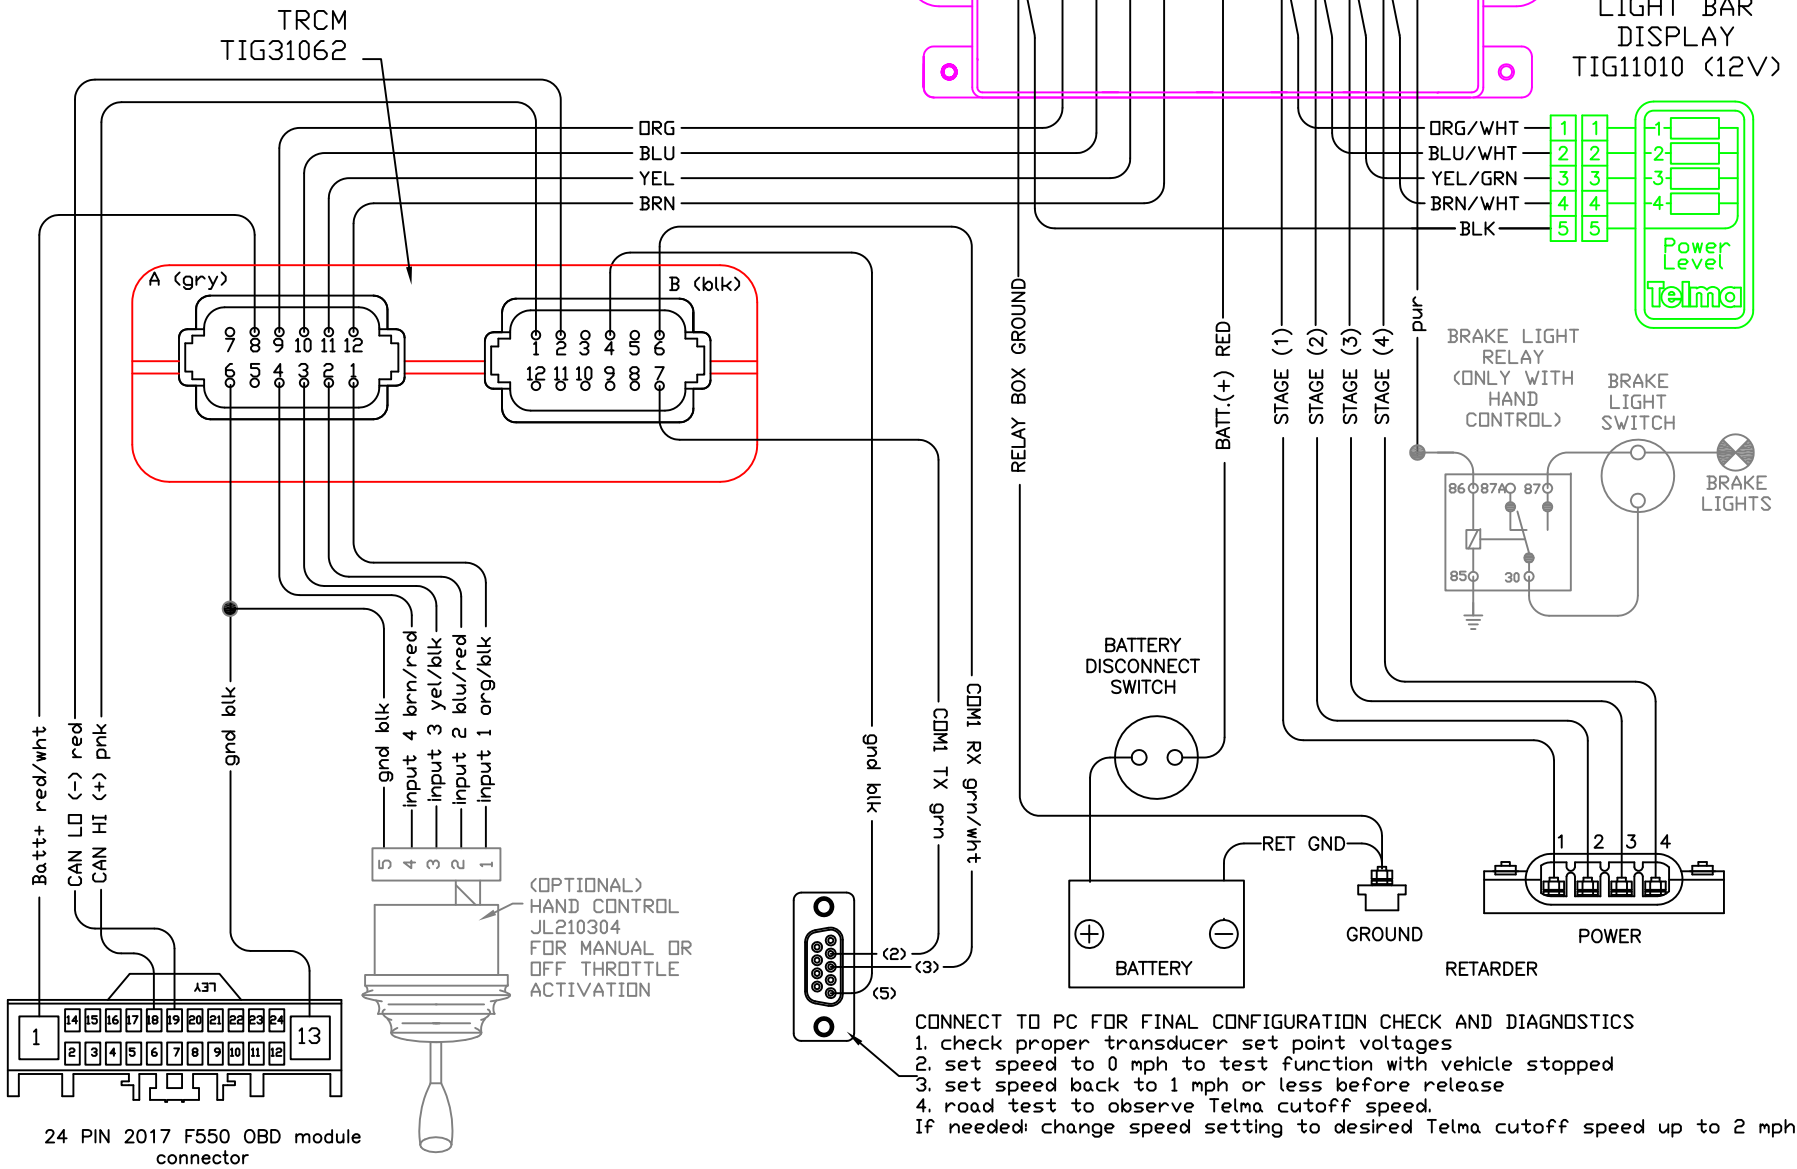 TRCM
TIG31062
LIGHT BAR
DISPLAY
TIG11010 (12V)
ORG
BLU
YEL
BRN
ORG/WHT
BLU/WHT
YEL/GRN
BRN/WHT
BLK
1 1 1
2 2 2
3 3 3
4 4 4
5 5
Power
Level
Telma
A (gry)
B (blk)
7 8 9 10 11 12
6 5 4 3 2 1
1 2 3 4 5 6
12 11 10 9 8 7
RELAY BOX GROUND
BATT.(+) RED
STAGE (1)
STAGE (2)
STAGE (3)
STAGE (4)
pur
BRAKE LIGHT
RELAY
(ONLY WITH
HAND
CONTROL)
BRAKE
LIGHT
SWITCH
BRAKE
LIGHTS
86 87A 87
85 30
Batt+ red/wht
CAN LO (-) red
CAN HI (+) pnk
gnd blk
gnd blk
input 4 brn/red
input 3 yel/blk
input 2 blu/red
input 1 org/blk
gnd blk
COM1 TX grn
COM1 RX grn/wht
BATTERY
DISCONNECT
SWITCH
5 4 3 2 1
(OPTIONAL)
HAND CONTROL
JL210304
FOR MANUAL OR
OFF THROTTLE
ACTIVATION
(2)
(3)
(5)
RET GND
BATTERY
GROUND
1 2 3 4
POWER
RETARDER
LEY
1
14 15 16 17 18 19 20 21 22 23 24
2 3 4 5 6 7 8 9 10 11 12
13
24 PIN 2017 F550 OBD module
connector
CONNECT TO PC FOR FINAL CONFIGURATION CHECK AND DIAGNOSTICS
1. check proper transducer set point voltages
2. set speed to 0 mph to test function with vehicle stopped
3. set speed back to 1 mph or less before release
4. road test to observe Telma cutoff speed.
If needed: change speed setting to desired Telma cutoff speed up to 2 mph